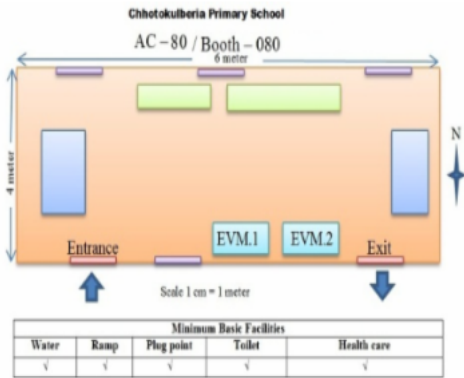 Chhotokulberia Primary School
AC – 80 / Booth – 080
6 meter
4 meter
N
EVM.1 EVM.2
Entrance Exit
Scale 1 cm = 1 meter
Minimum Basic Facilities
Water Ramp Plug point Toilet Health care
√ √ √ √ √